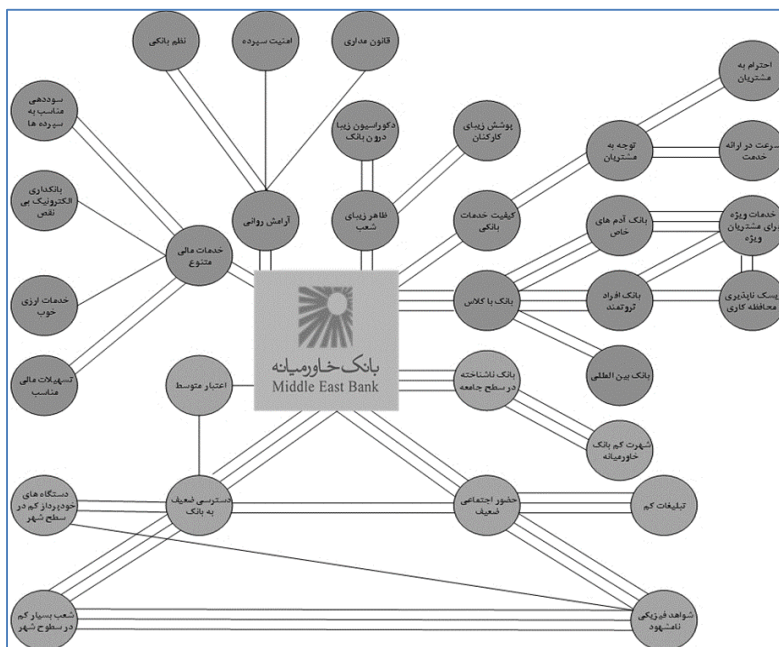 نظم بانکی
امنیت سپرده
قانون مداری
احترام به
مشتریان
سوددهی
مناسب به
سپرده ها
دکوراسیون زیبا
درون بانک
پوشش زیبای
کارکنان
توجه به
مشتریان
سرعت در ارائه
خدمت
بانکداری
الکترونیک بی
نقص
آرامش روانی
ظاهر زیبای
شعب
کیفیت خدمات
بانکی
بانک آدم های
خاص
خدمات ویژه
برای مشتریان
ویژه
خدمات مالی
متنوع
خدمات ارزی
خوب
بانک با کلاس
بانک افراد
ثروتمند
ریسک ناپذیری
محافظه کاری
بانک خاورمیانه
Middle East Bank
تسهیلات مالی
مناسب
اعتبار متوسط
بانک ناشناخته
در سطح جامعه
بانک بین المللی
شهرت کم بانک
خاورمیانه
دستگاه های
خودپرداز کم در
سطح شهر
دسترسی ضعیف
به بانک
حضور اجتماعی
ضعیف
تبلیغات کم
شعب بسیار کم
در سطوح شهر
شواهد فیزیکی
نامشهود